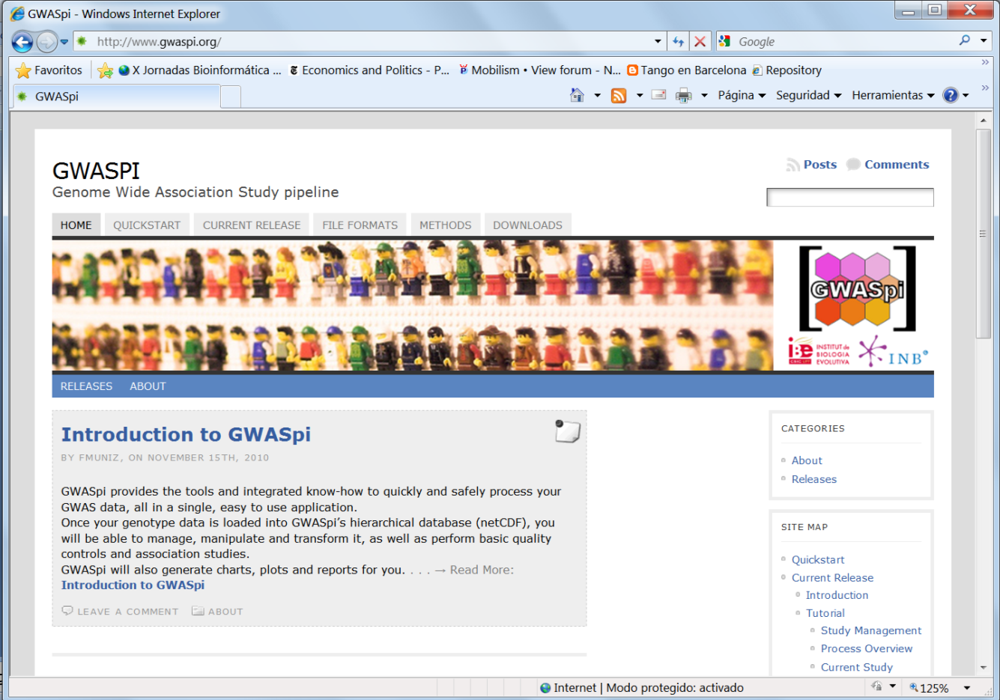 GWASpi - Windows Internet Explorer
http://www.gwaspi.org/
Google
Favoritos X Jornadas Bioinformática ... Economics and Politics - P... Mobilism • View forum - N... Tango en Barcelona Repository
GWASpi
Página Seguridad Herramientas
Posts Comments
GWASPI
Genome Wide Association Study pipeline
HOME QUICKSTART CURRENT RELEASE FILE FORMATS METHODS DOWNLOADS
GWASpi
INSTITUT de
BIOLOGIA
EVOLUTIVA
INB
RELEASES ABOUT
Introduction to GWASpi
BY FMUNIZ, ON NOVEMBER 15TH, 2010
GWASpi provides the tools and integrated know-how to quickly and safely process your
GWAS data, all in a single, easy to use application.
Once your genotype data is loaded into GWASpi's hierarchical database (netCDF), you
will be able to manage, manipulate and transform it, as well as perform basic quality
controls and association studies.
GWASpi will also generate charts, plots and reports for you. . . . → Read More:
Introduction to GWASpi
LEAVE A COMMENT ABOUT
CATEGORIES
About
Releases
SITE MAP
Quickstart
Current Release
Introduction
Tutorial
Study Management
Process Overview
Current Study
Internet | Modo protegido: activado
125%